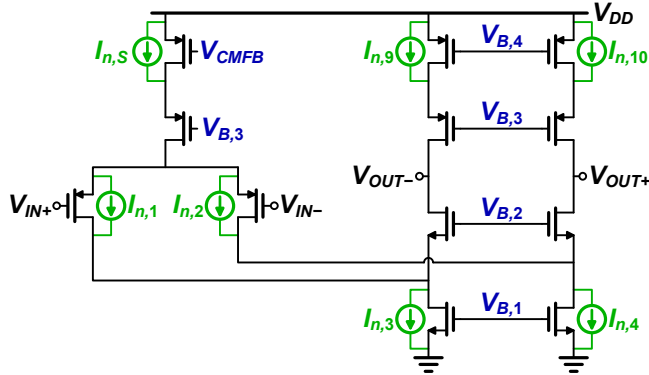 V_DD
I_n,S
V_CMFB
I_n,9
V_B,4
I_n,10
V_B,3
V_B,3
V_OUT−
V_OUT+
V_IN+
I_n,1
I_n,2
V_IN−
V_B,2
I_n,3
V_B,1
I_n,4